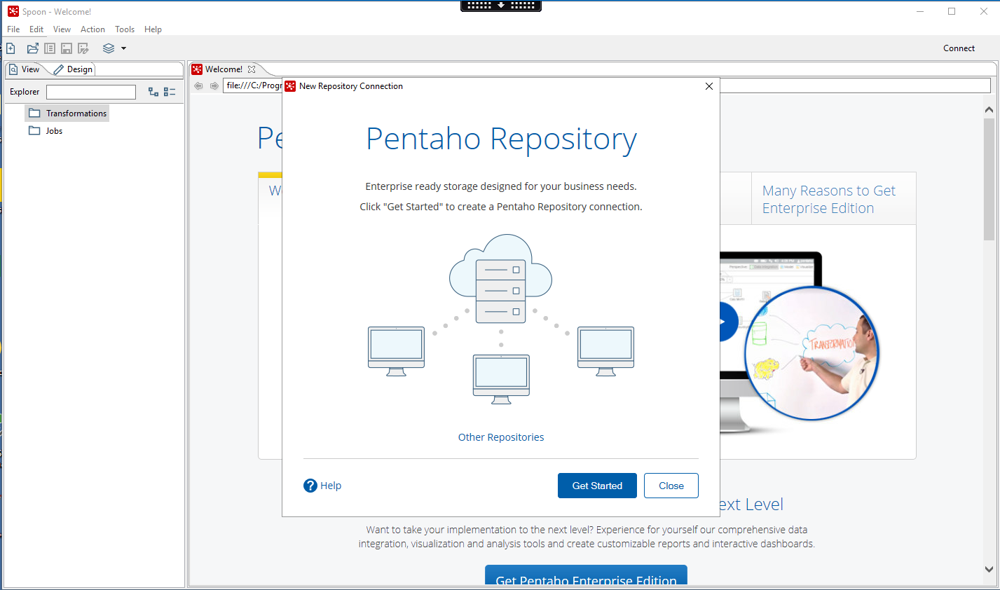 Spoon - Welcome!
File Edit View Action Tools Help
Connect
View Design
Welcome!
Explorer
file:///C:/Progr
Transformations
Jobs
New Repository Connection
Pe
Pentaho Repository
Enterprise ready storage designed for your business needs.
Click "Get Started" to create a Pentaho Repository connection.
W
Many Reasons to Get
Enterprise Edition
TRANSFORMATION
Other Repositories
Help
Get Started
Close
ext Level
Want to take your implementation to the next level? Experience for yourself our comprehensive data
integration, visualization and analysis tools and create customizable reports and interactive dashboards.
Get Pentaho Enterprise Edition